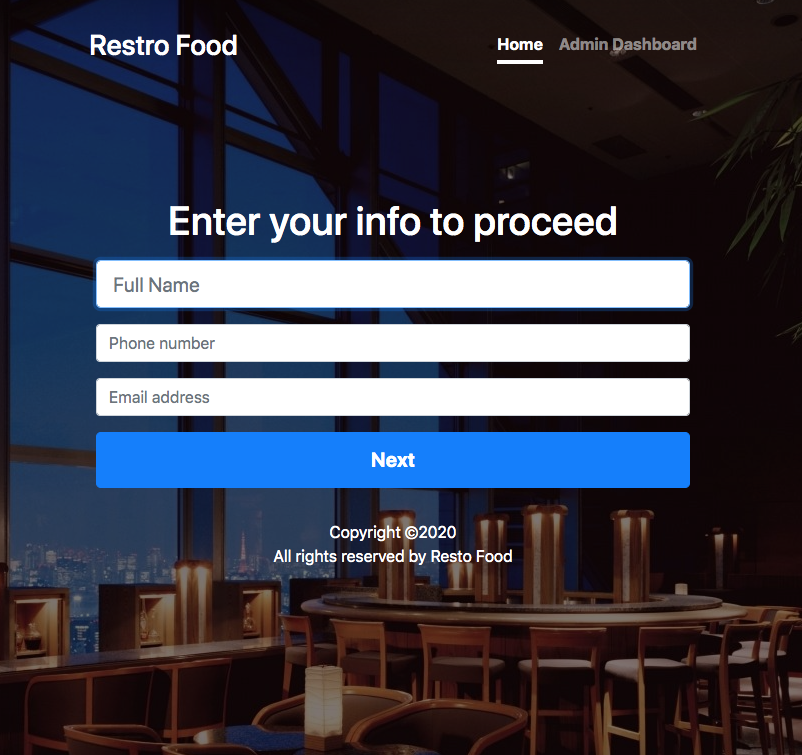 Restro Food
Home Admin Dashboard
Enter your info to proceed
Full Name
Phone number
Email address
Next
Copyright ©2020
All rights reserved by Resto Food